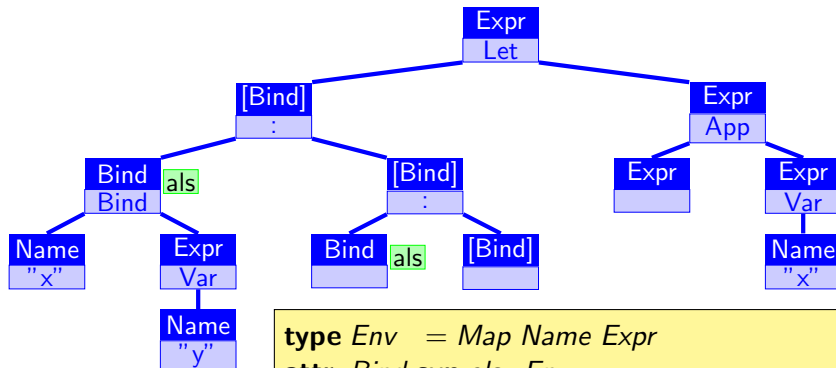 Expr
Let
[Bind]
:
Expr
App
Bind
Bind
als
[Bind]
:
Expr
Expr
Var
Name
"x"
Expr
Var
Bind
als
[Bind]
Name
"x"
Name
"y"
type Env = Map Name Expr